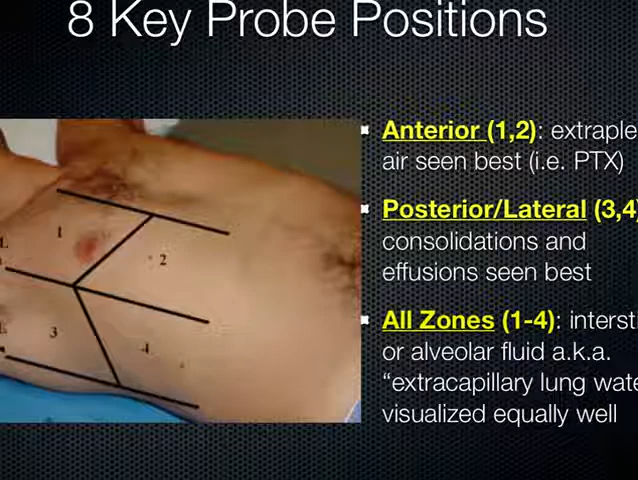 8 Key Probe Positions
Anterior (1,2): extraple
air seen best (i.e. PTX)
Posterior/Lateral (3,4)
consolidations and
effusions seen best
All Zones (1-4): intersti
or alveolar fluid a.k.a.
“extracapillary lung wate
visualized equally well
1
2
3
4